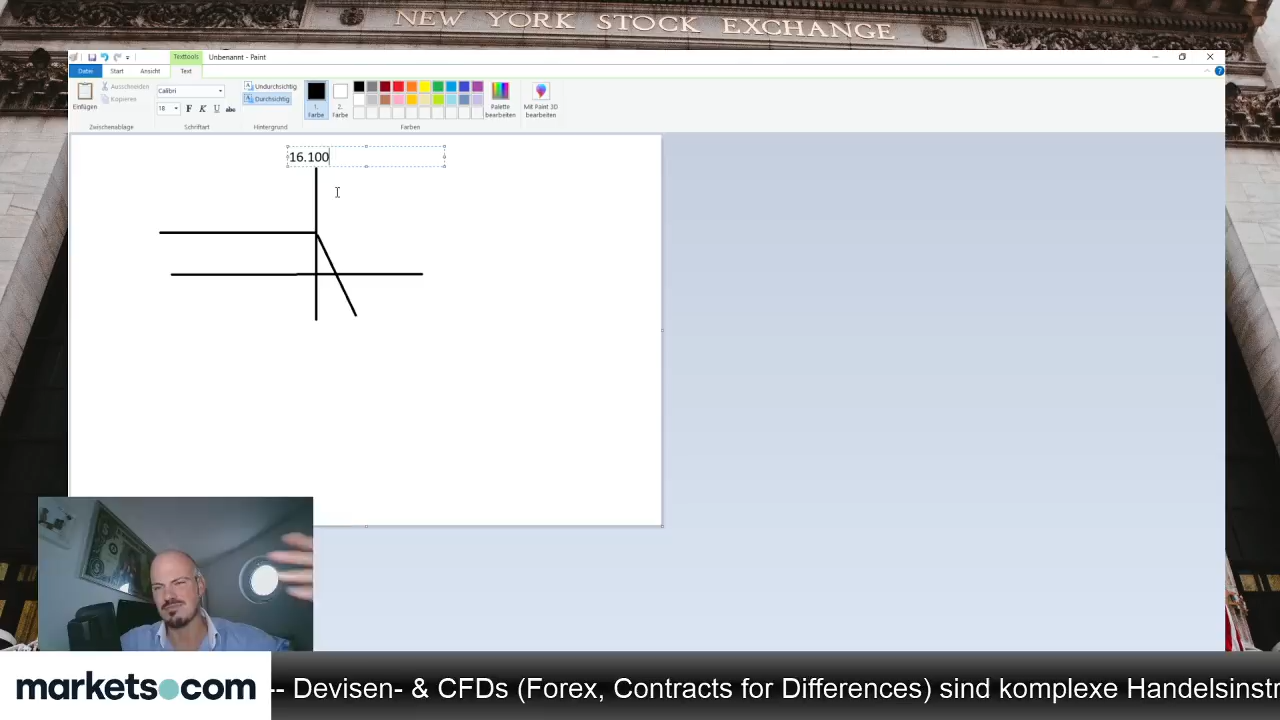 NEW YORK STOCK EXCHANGE
Texttools
Unbenannt - Paint
Datei
Start
Ansicht
Text
Einfügen
Ausschneiden
Kopieren
Zwischenablage
Calibri
18
F K U abc
Schriftart
Undurchsichtig
Durchsichtig
Hintergrund
1.
Farbe
2.
Farbe
Palette
bearbeiten
Farben
Mit Paint 3D
bearbeiten
16.100
markets.com
-- Devisen- & CFDs (Forex, Contracts for Differences) sind komplexe Handelsinstr